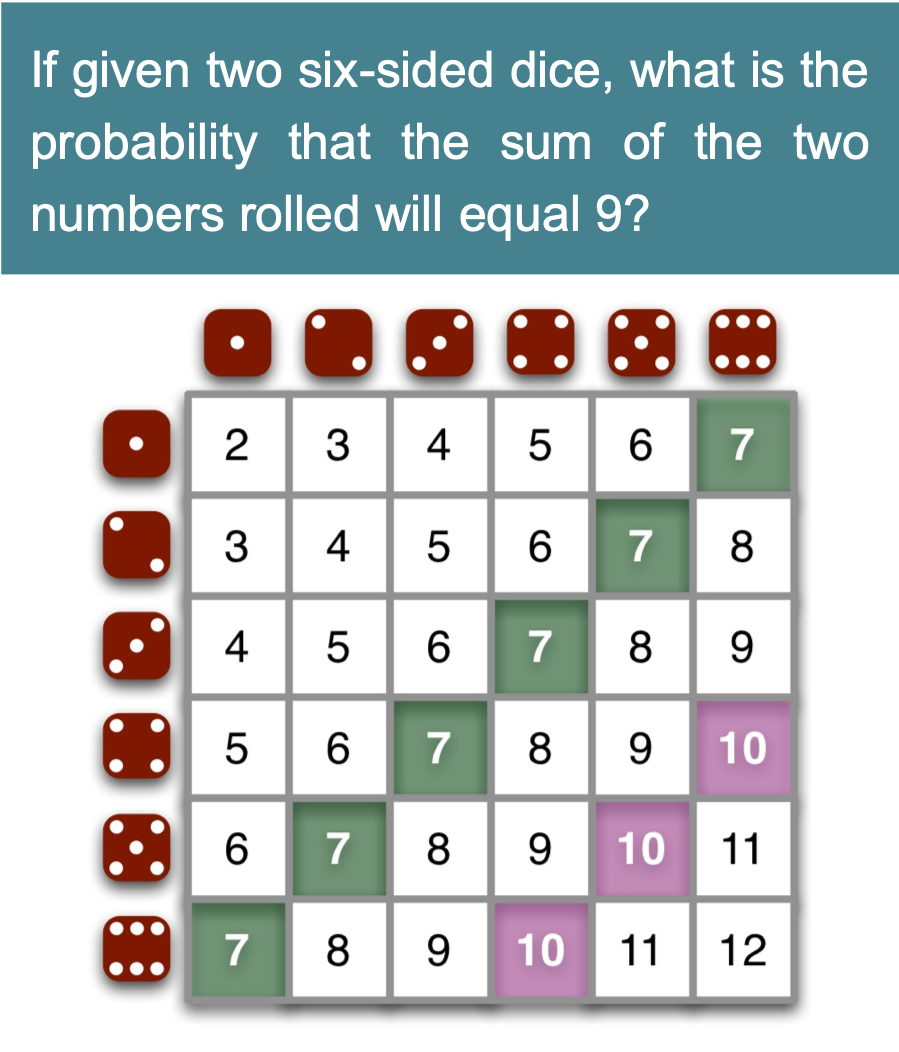 If given two six-sided dice, what is the
probability that the sum of the two
numbers rolled will equal 9?
2 3 4 5 6 7
3 4 5 6 7 8
4 5 6 7 8 9
5 6 7 8 9 10
6 7 8 9 10 11
7 8 9 10 11 12